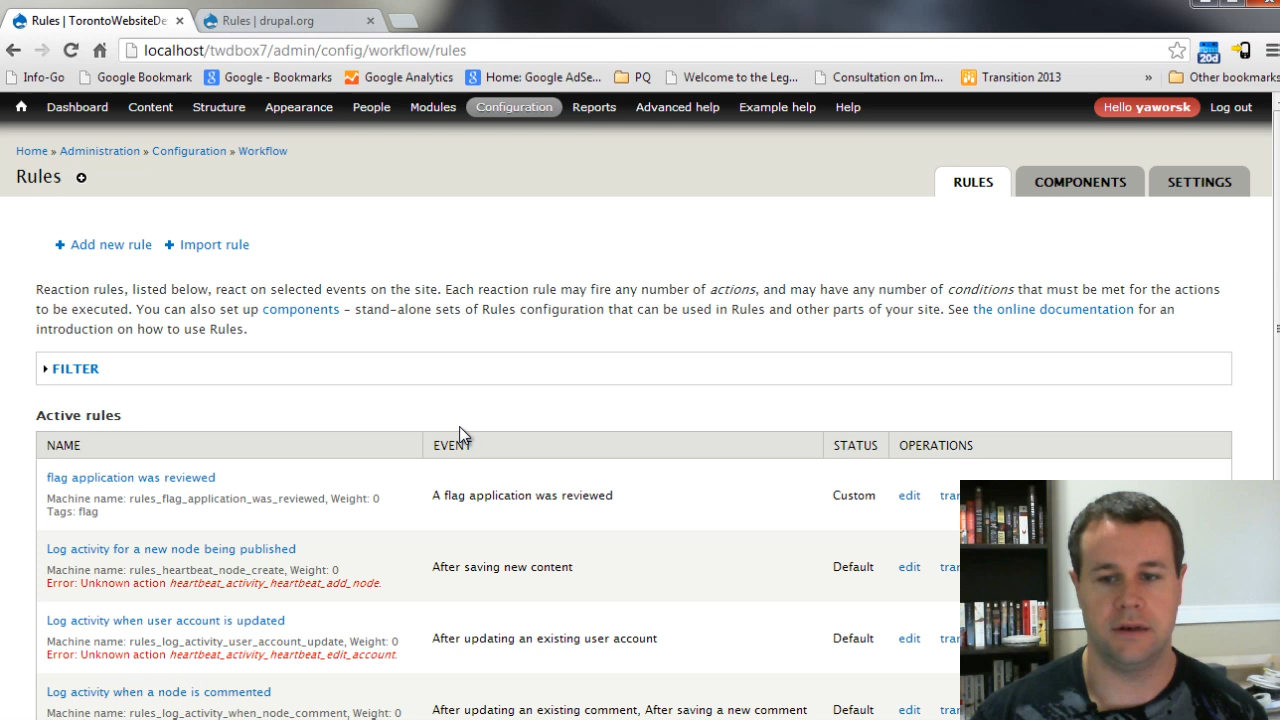 Rules | TorontoWebsiteDe
Rules | drupal.org
localhost/twdbox7/admin/config/workflow/rules
20d
Info-Go Google Bookmark Google - Bookmarks Google Analytics Home: Google AdSe... PQ Welcome to the Leg... Consultation on Im... Transition 2013 » Other bookmarks
Dashboard Content Structure Appearance People Modules Configuration Reports Advanced help Example help Help Hello yaworsk Log out
Home » Administration » Configuration » Workflow
Rules
RULES COMPONENTS SETTINGS
+ Add new rule + Import rule
Reaction rules, listed below, react on selected events on the site. Each reaction rule may fire any number of actions, and may have any number of conditions that must be met for the actions
to be executed. You can also set up components – stand-alone sets of Rules configuration that can be used in Rules and other parts of your site. See the online documentation for an
introduction on how to use Rules.
FILTER
Active rules
NAME EVENT STATUS OPERATIONS
flag application was reviewed
Machine name: rules_flag_application_was_reviewed, Weight: 0
Tags: flag
A flag application was reviewed Custom edit tran
Log activity for a new node being published
Machine name: rules_heartbeat_node_create, Weight: 0
Error: Unknown action heartbeat_activity_heartbeat_add_node.
After saving new content Default edit tran
Log activity when user account is updated
Machine name: rules_log_activity_user_account_update, Weight: 0
Error: Unknown action heartbeat_activity_heartbeat_edit_account.
After updating an existing user account Default edit tran
Log activity when a node is commented
Machine name: rules_log_activity_when_node_comment, Weight: 0
After updating an existing comment, After saving a new comment Default edit tran